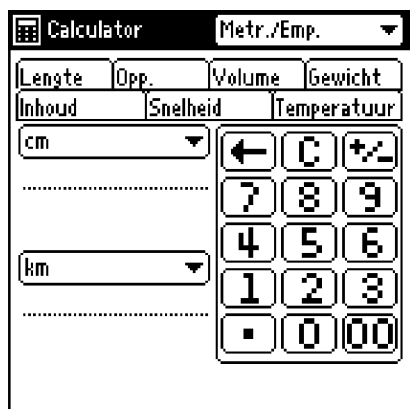 Calculator Metr./Emp.
Lengte Opp. Volume Gewicht
Inhoud Snelheid Temperatuur
cm
← C +/-
7 8 9
4 5 6
km
1 2 3
. 0 00